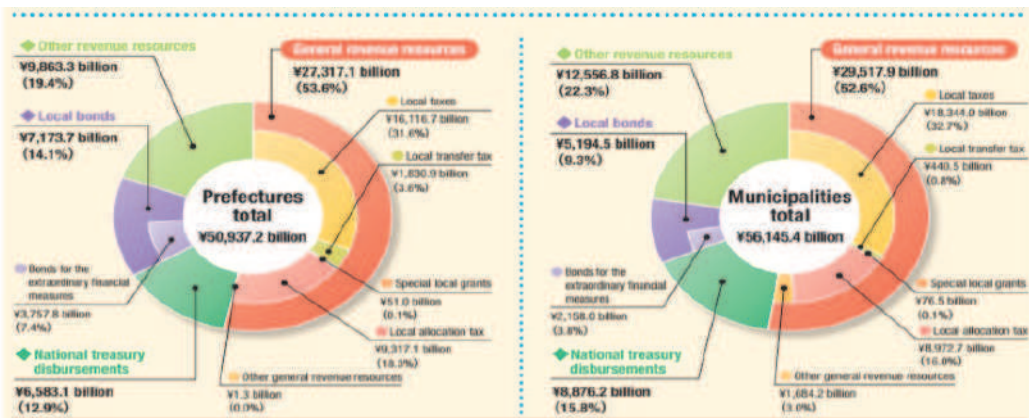 Other revenue resources
¥9,863.3 billion
(19.4%)
Local bonds
¥7,173.7 billion
(14.1%)
Bonds for the
extraordinary financial
measures
¥3,757.8 billion
(7.4%)
National treasury
disbursements
¥6,583.1 billion
(12.9%)
Prefectures
total
¥50,937.2 billion
General revenue resources
¥27,317.1 billion
(53.6%)
Local taxes
¥16,116.7 billion
(31.6%)
Local transfer tax
¥1,830.9 billion
(3.6%)
Special local grants
¥51.0 billion
(0.1%)
Local allocation tax
¥9,317.1 billion
(18.3%)
Other general revenue resources
¥1.3 billion
(0.0%)
Other revenue resources
¥12,556.8 billion
(22.3%)
Local bonds
¥5,194.5 billion
(9.3%)
Bonds for the
extraordinary financial
measures
¥2,158.0 billion
(3.8%)
National treasury
disbursements
¥8,876.2 billion
(15.8%)
Municipalities
total
¥56,145.4 billion
General revenue resources
¥29,517.9 billion
(52.6%)
Local taxes
¥18,344.0 billion
(32.7%)
Local transfer tax
¥440.5 billion
(0.8%)
Special local grants
¥76.5 billion
(0.1%)
Local allocation tax
¥8,972.7 billion
(16.0%)
Other general revenue resources
¥1,684.2 billion
(3.0%)